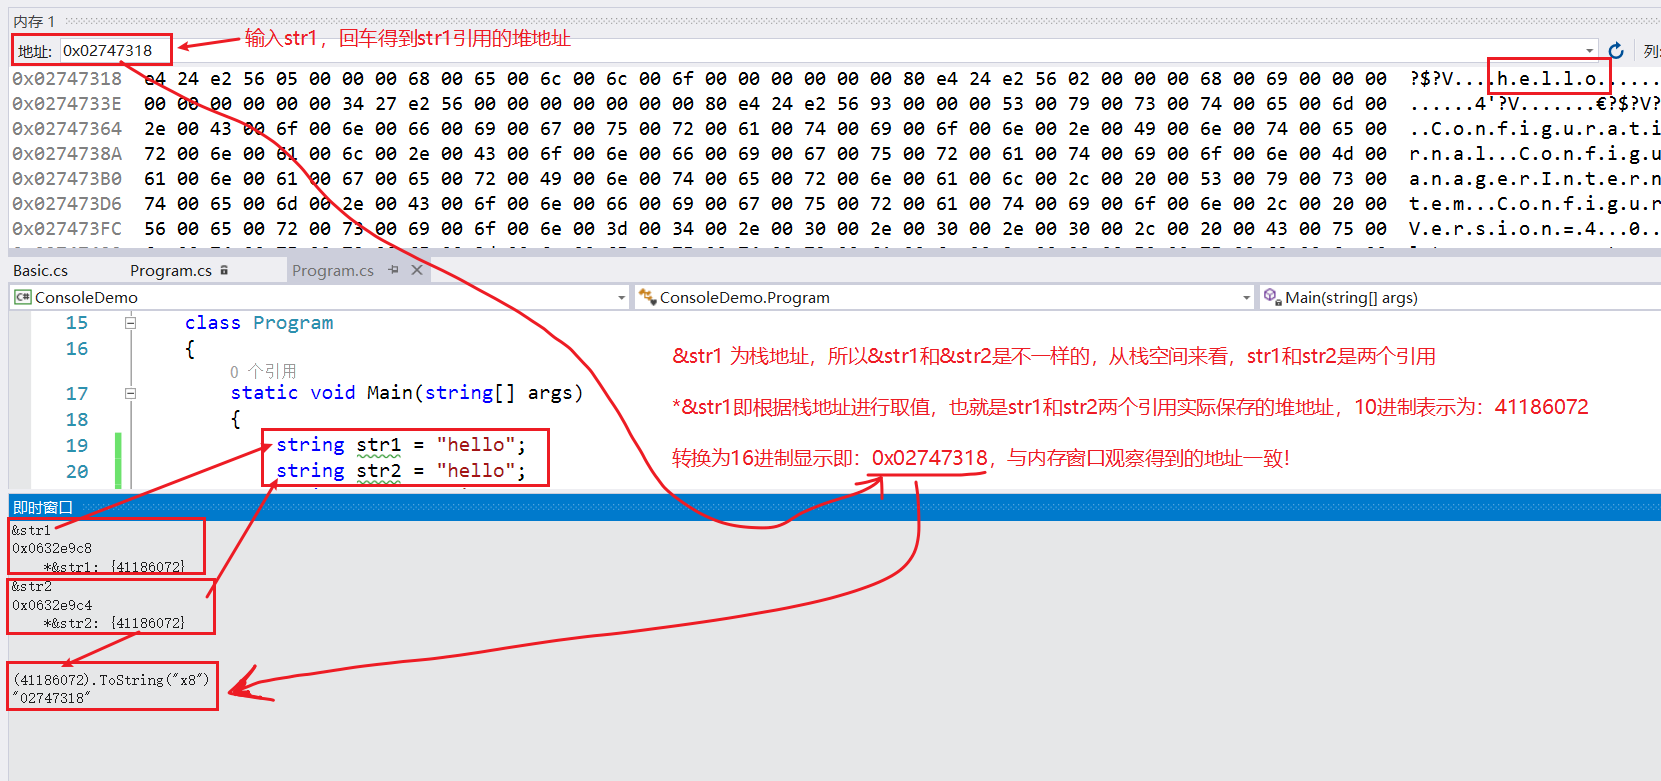 内存 1
地址: 0x02747318
输入str1，回车得到str1引用的堆地址
列:
0x02747318 e4 24 e2 56 05 00 00 00 68 00 65 00 6c 00 6c 00 6f 00 00 00 00 00 00 80 e4 24 e2 56 02 00 00 00 68 00 69 00 00 00 ?$?V....h.e.l.l.o......
0x0274733E 00 00 00 00 00 00 34 27 e2 56 00 00 00 00 00 00 00 80 e4 24 e2 56 93 00 00 00 53 00 79 00 73 00 74 00 65 00 6d 00 ......4'?V.......€?$?V?
0x02747364 2e 00 43 00 6f 00 6e 00 66 00 69 00 67 00 75 00 72 00 61 00 74 00 69 00 6f 00 6e 00 2e 00 49 00 6e 00 74 00 65 00 ..C.o.n.f.i.g.u.r.a.t.i
0x0274738A 72 00 6e 00 61 00 6c 00 2e 00 43 00 6f 00 6e 00 66 00 69 00 67 00 75 00 72 00 61 00 74 00 69 00 6f 00 6e 00 4d 00 r.n.a.l...C.o.n.f.i.g.u
0x027473B0 61 00 6e 00 61 00 67 00 65 00 72 00 49 00 6e 00 74 00 65 00 72 00 6e 00 61 00 6c 00 2c 00 20 00 53 00 79 00 73 00 a.n.a.g.e.r.I.n.t.e.r.n
0x027473D6 74 00 65 00 6d 00 2e 00 43 00 6f 00 6e 00 66 00 69 00 67 00 75 00 72 00 61 00 74 00 69 00 6f 00 6e 00 2c 00 20 00 t.e.m...C.o.n.f.i.g.u.r
0x027473FC 56 00 65 00 72 00 73 00 69 00 6f 00 6e 00 3d 00 34 00 2e 00 30 00 2e 00 30 00 2e 00 30 00 2c 00 20 00 43 00 75 00 V.e.r.s.i.o.n.=.4...0..
Basic.cs Program.cs Program.cs
C# ConsoleDemo ConsoleDemo.Program Main(string[] args)
15 class Program
16 {
0 个引用
17 static void Main(string[] args)
18 {
19 string str1 = "hello";
20 string str2 = "hello";
&str1 为栈地址，所以&str1和&str2是不一样的，从栈空间来看，str1和str2是两个引用
*&str1即根据栈地址进行取值，也就是str1和str2两个引用实际保存的堆地址，10进制表示为：41186072
转换为16进制显示即：0x02747318，与内存窗口观察得到的地址一致！
即时窗口
&str1
0x0632e9c8
*&str1: {41186072}
&str2
0x0632e9c4
*&str2: {41186072}
(41186072).ToString("x8")
"02747318"